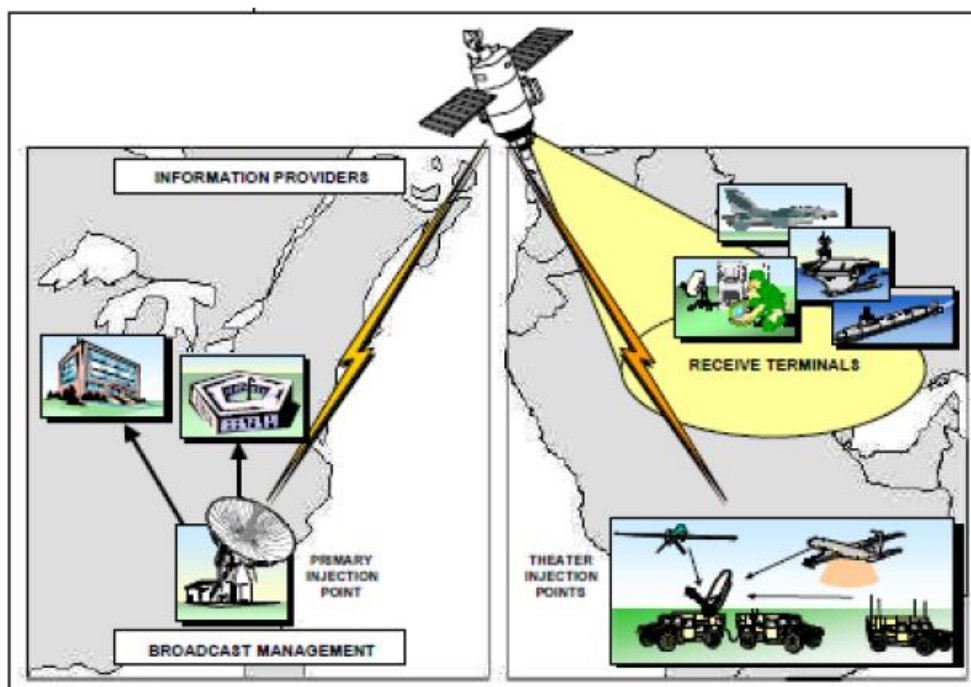 INFORMATION PROVIDERS
RECEIVE TERMINALS
PRIMARY
INJECTION
POINT
THEATER
INJECTION
POINTS
BROADCAST MANAGEMENT